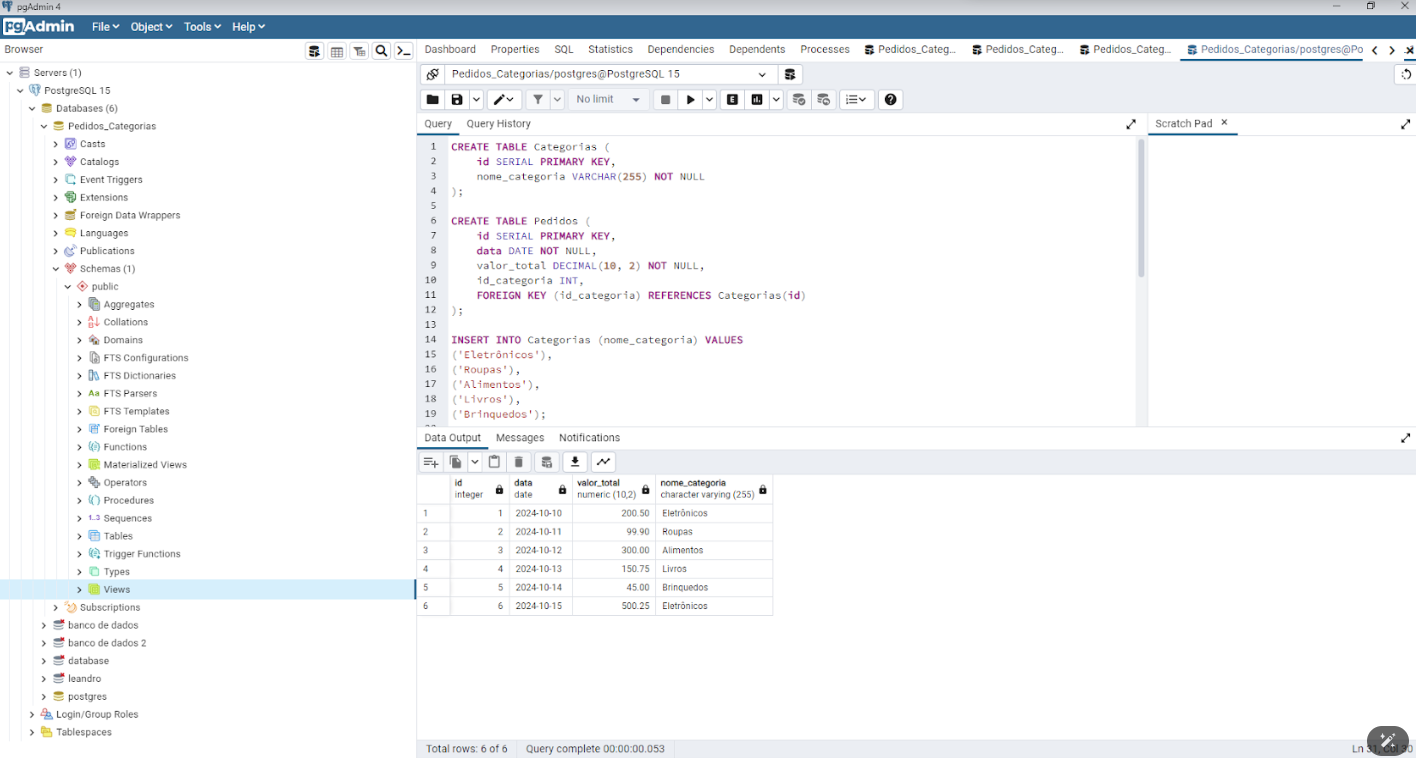 pgAdmin 4
pgAdmin File Object Tools Help
Browser
Dashboard Properties SQL Statistics Dependencies Dependents Processes Pedidos_Categ... Pedidos_Categ... Pedidos_Categ... Pedidos_Categorias/postgres@Po
Servers (1)
PostgreSQL 15
Databases (6)
Pedidos_Categorias
Casts
Catalogs
Event Triggers
Extensions
Foreign Data Wrappers
Languages
Publications
Schemas (1)
public
Aggregates
Collations
Domains
FTS Configurations
FTS Dictionaries
Aa FTS Parsers
FTS Templates
Foreign Tables
Functions
Materialized Views
Operators
Procedures
1..3 Sequences
Tables
Trigger Functions
Types
Views
Subscriptions
banco de dados
banco de dados 2
database
leandro
postgres
Login/Group Roles
Tablespaces
Pedidos_Categorias/postgres@PostgreSQL 15
No limit
E
Query Query History
Scratch Pad
1 CREATE TABLE Categorias (
2 id SERIAL PRIMARY KEY,
3 nome_categoria VARCHAR(255) NOT NULL
4 );
5
6 CREATE TABLE Pedidos (
7 id SERIAL PRIMARY KEY,
8 data DATE NOT NULL,
9 valor_total DECIMAL(10, 2) NOT NULL,
10 id_categoria INT,
11 FOREIGN KEY (id_categoria) REFERENCES Categorias(id)
12 );
13
14 INSERT INTO Categorias (nome_categoria) VALUES
15 ('Eletrônicos'),
16 ('Roupas'),
17 ('Alimentos'),
18 ('Livros'),
19 ('Brinquedos');
Data Output Messages Notifications
id data valor_total nome_categoria
integer date numeric (10,2) character varying (255)
1 1 2024-10-10 200.50 Eletrônicos
2 2 2024-10-11 99.90 Roupas
3 3 2024-10-12 300.00 Alimentos
4 4 2024-10-13 150.75 Livros
5 5 2024-10-14 45.00 Brinquedos
6 6 2024-10-15 500.25 Eletrônicos
Total rows: 6 of 6 Query complete 00:00:00.053
Ln